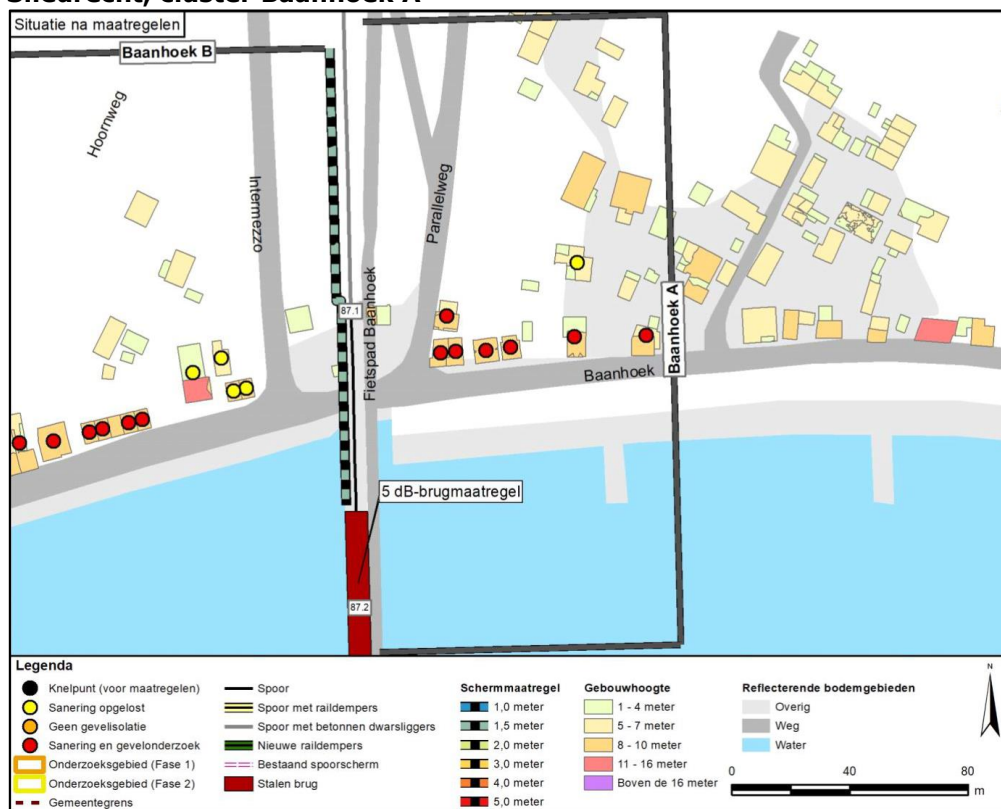 Sliedrecht, cluster Baanhoek A
Situatie na maatregelen
Baanhoek B
Hoornweg
Intermezzo
Parallelweg
87.1
Fietspad Baanhoek
Baanhoek A
Baanhoek
5 dB-brugmaatregel
87.2
Legenda
Knelpunt (voor maatregelen)
Sanering opgelost
Geen gevelisolatie
Sanering en gevelonderzoek
Onderzoeksgebied (Fase 1)
Onderzoeksgebied (Fase 2)
Gemeentegrens
Spoor
Spoor met raildempers
Spoor met betonnen dwarsliggers
Nieuwe raildempers
Bestaand spoorscherm
Stalen brug
Schermmaatregel
1,0 meter
1,5 meter
2,0 meter
3,0 meter
4,0 meter
5,0 meter
Gebouwhoogte
1 - 4 meter
5 - 7 meter
8 - 10 meter
11 - 16 meter
Boven de 16 meter
Reflecterende bodemgebieden
Overig
Weg
Water
N
0 40 80
m